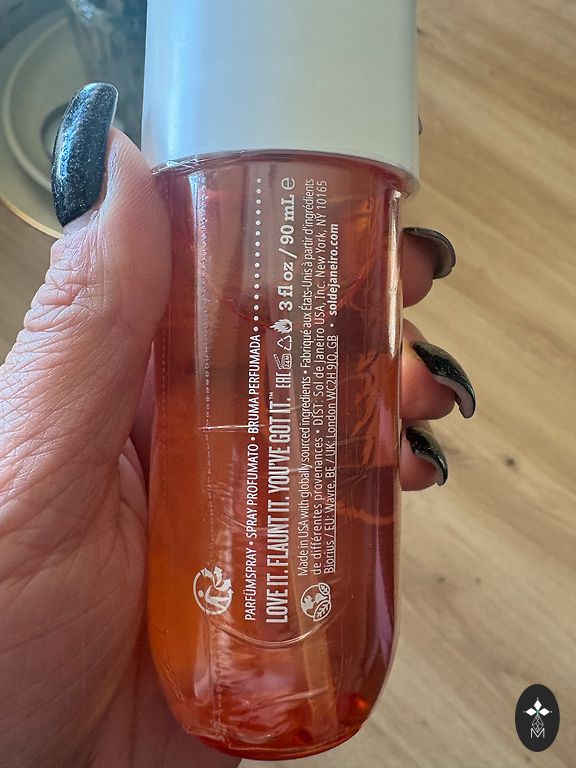 PARFÜMSPRAY • SPRAY PROFUMATO • BRUMA PERFUMADA
LOVE IT. FLAUNT IT. YOU'VE GOT IT.™ EAC 24M 3 fl oz / 90 mL ℮
Made in USA with globally sourced ingredients • Fabriqué aux États-Unis à partir d'ingrédients
de différentes provenances • DIST: Sol de Janeiro USA, Inc. New York, NY 10165
Biorius / EU: Wavre, BE / UK: London WC2H 9JQ, GB • soldejaneiro.com
M